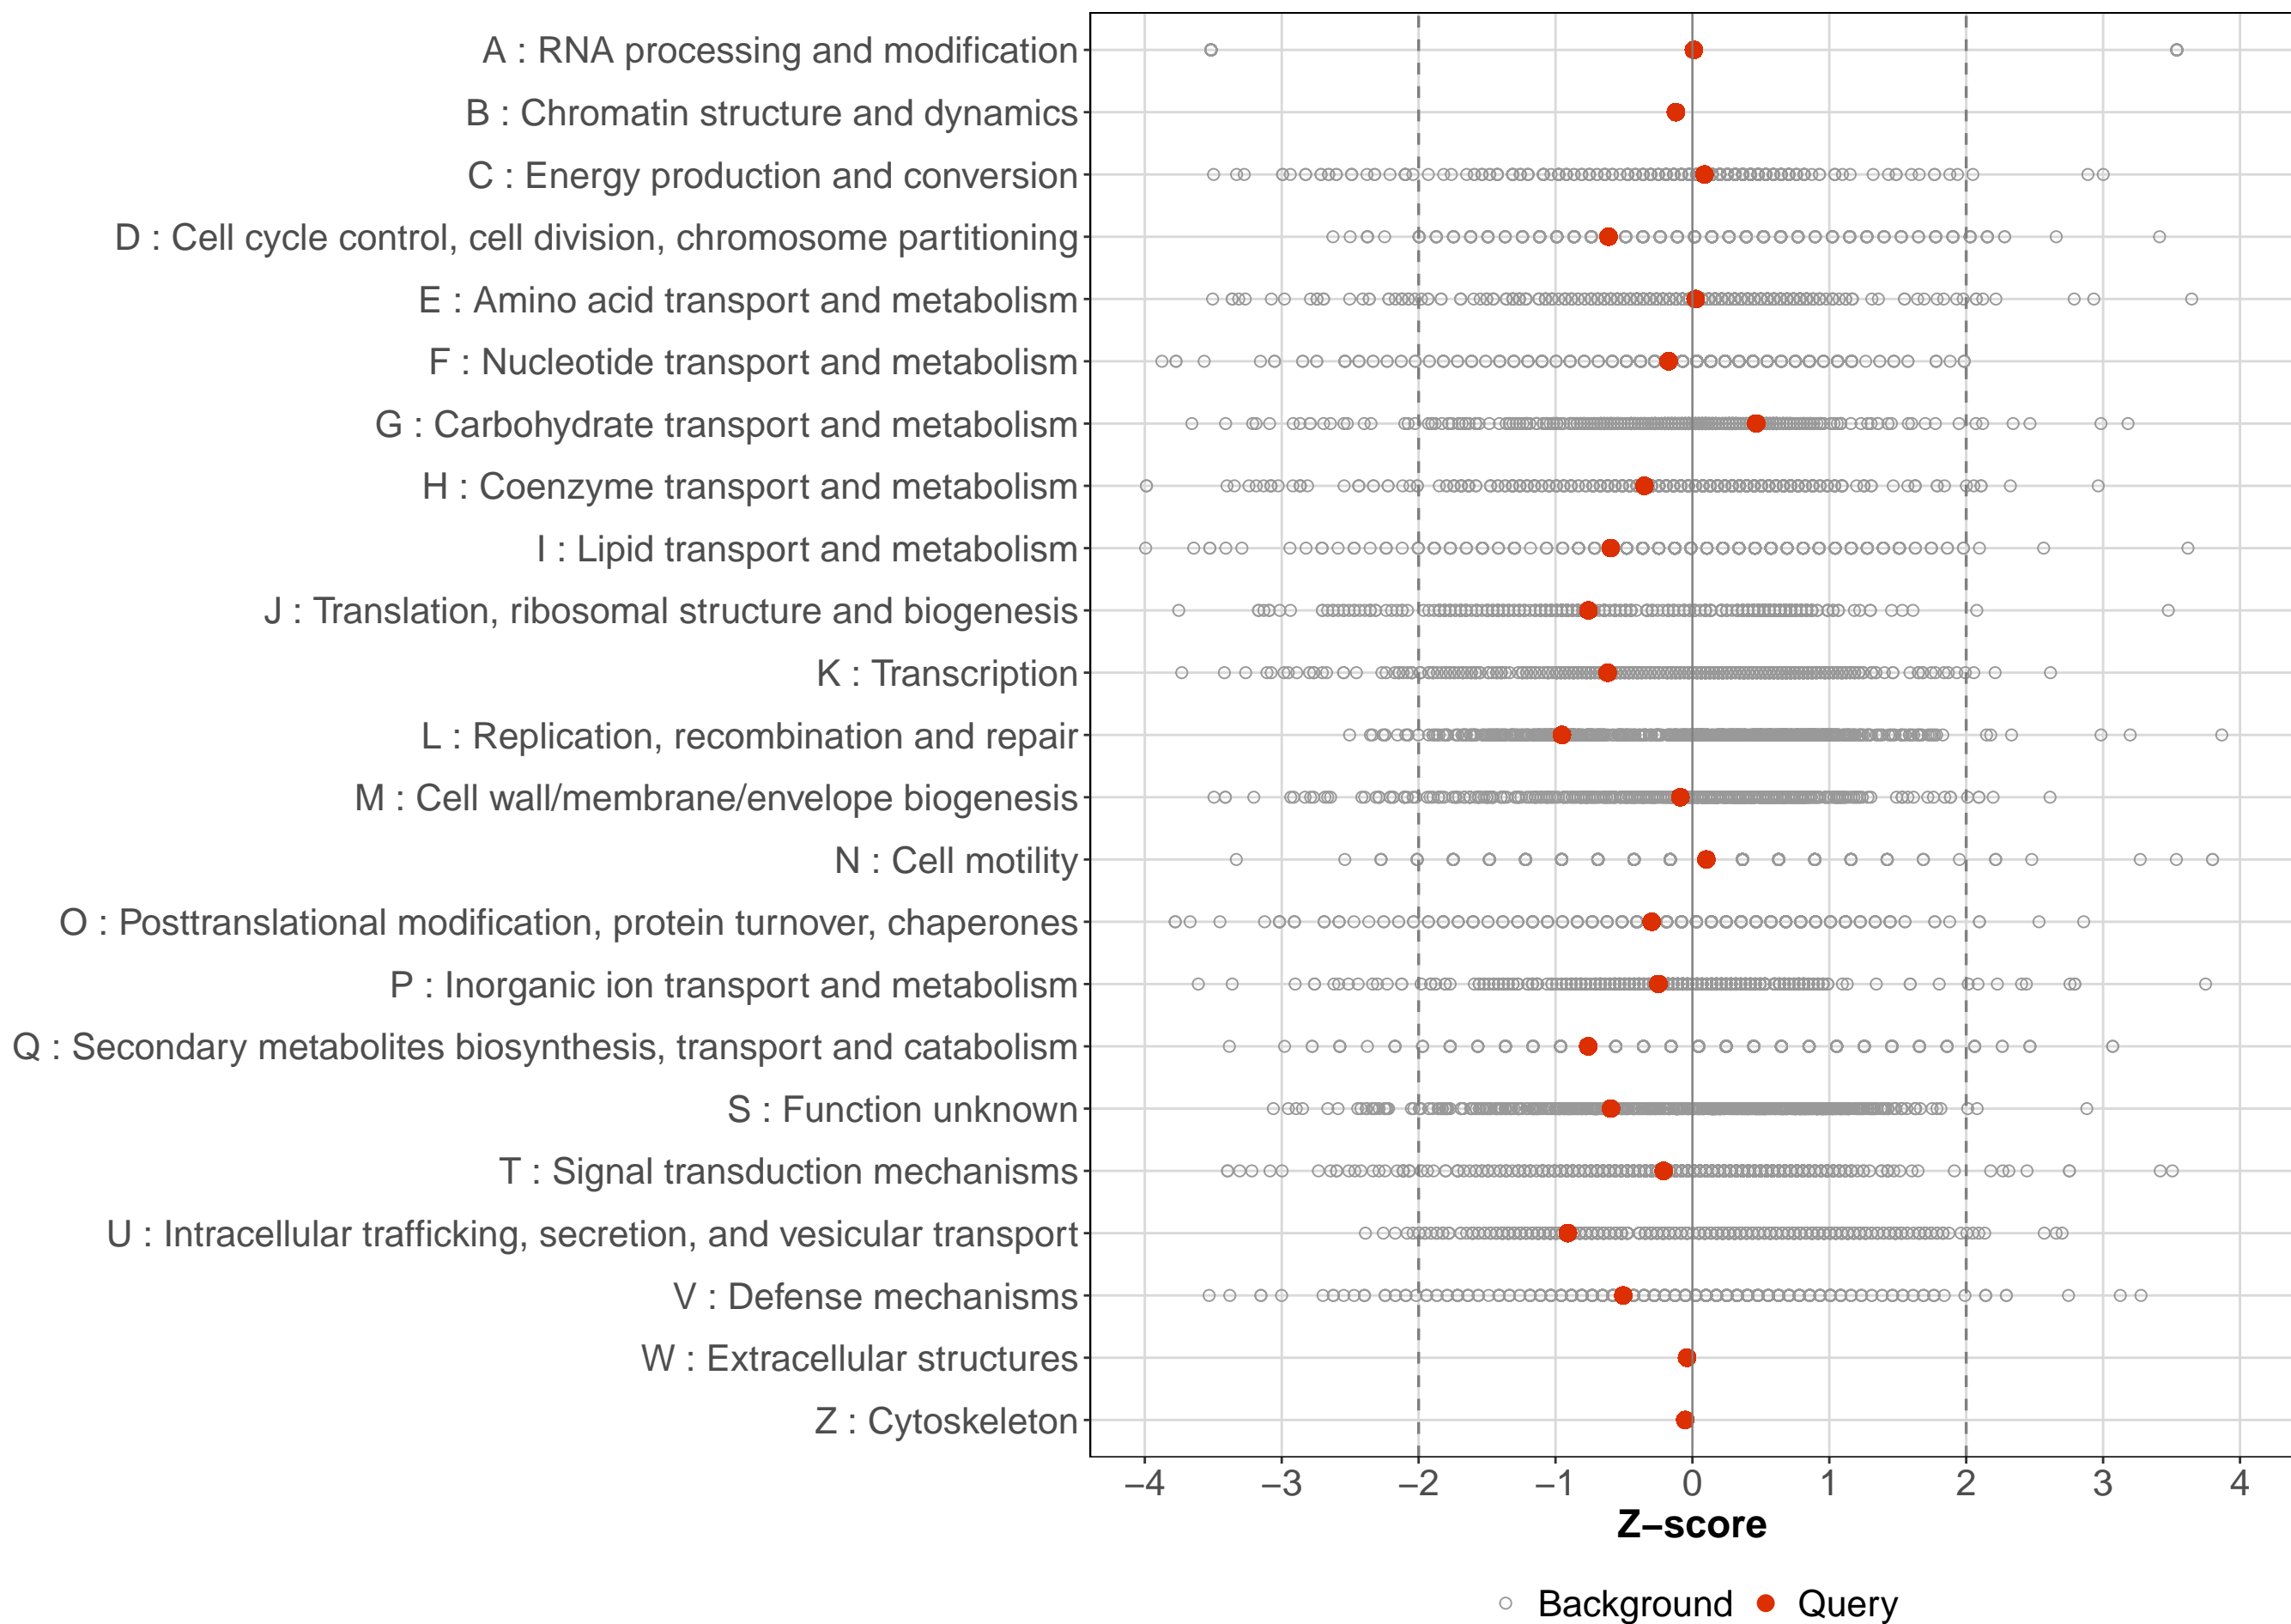 A : RNA processing and modification
B : Chromatin structure and dynamics
C : Energy production and conversion
D : Cell cycle control, cell division, chromosome partitioning
E : Amino acid transport and metabolism
F : Nucleotide transport and metabolism
G : Carbohydrate transport and metabolism
H : Coenzyme transport and metabolism
I : Lipid transport and metabolism
J : Translation, ribosomal structure and biogenesis
K : Transcription
L : Replication, recombination and repair
M : Cell wall/membrane/envelope biogenesis
N : Cell motility
O : Posttranslational modification, protein turnover, chaperones
P : Inorganic ion transport and metabolism
Q : Secondary metabolites biosynthesis, transport and catabolism
S : Function unknown
T : Signal transduction mechanisms
U : Intracellular trafficking, secretion, and vesicular transport
V : Defense mechanisms
W : Extracellular structures
Z : Cytoskeleton
−4 −3 −2 −1 0 1 2 3 4
Z−score
Background Query